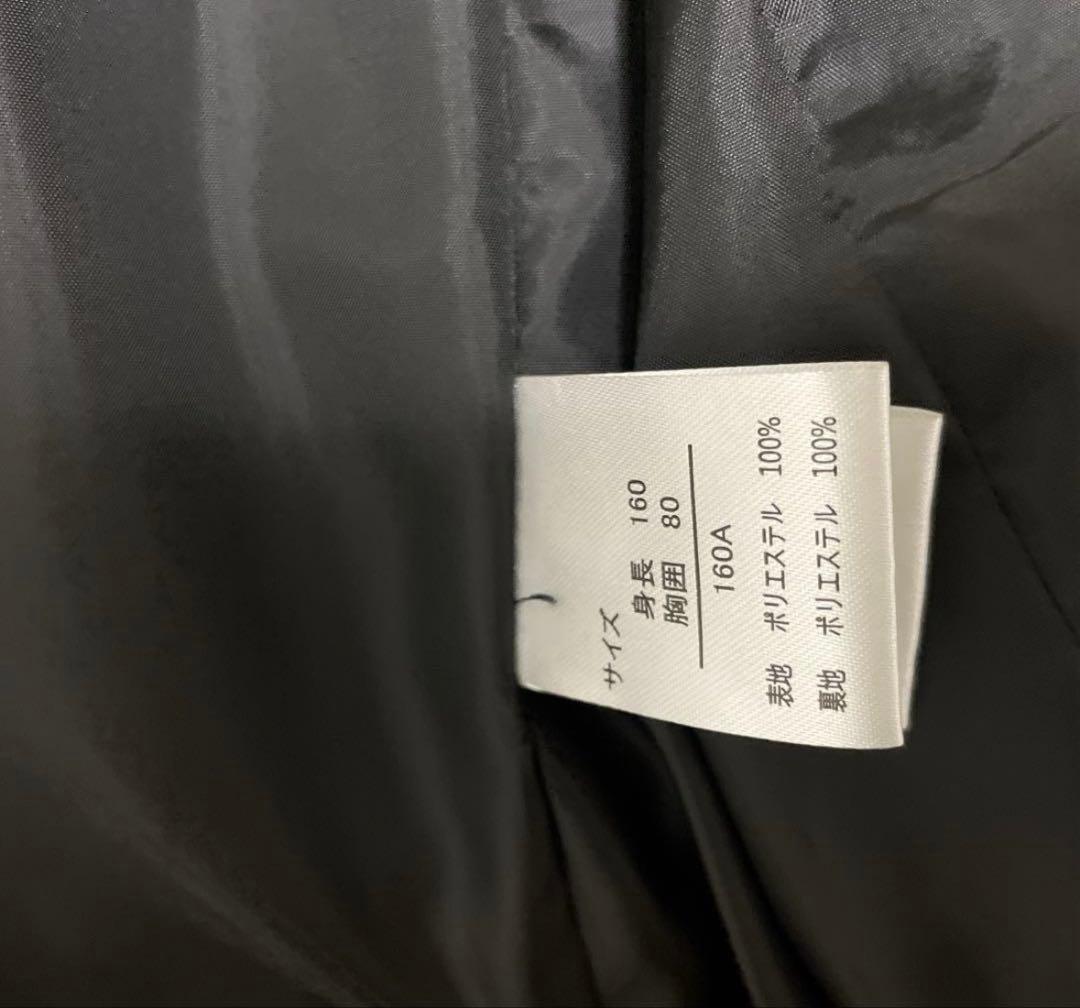 サイズ
身長 160
胸囲 80
160A
表地 ポリエステル 100%
裏地 ポリエステル 100%